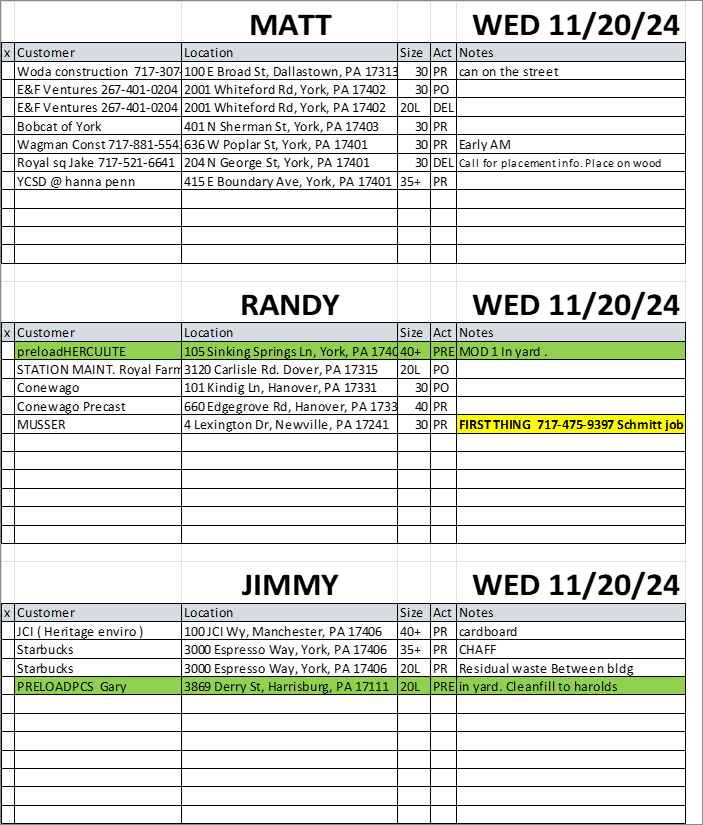 MATT WED 11/20/24
x Customer Location Size Act Notes
Woda construction 717-307- 100 E Broad St, Dallastown, PA 17313 30 PR can on the street
E&F Ventures 267-401-0204 2001 Whiteford Rd, York, PA 17402 30 PO
E&F Ventures 267-401-0204 2001 Whiteford Rd, York, PA 17402 20L DEL
Bobcat of York 401 N Sherman St, York, PA 17403 30 PR
Wagman Const 717-881-554 636 W Poplar St, York, PA 17401 30 PR Early AM
Royal sq Jake 717-521-6641 204 N George St, York, PA 17401 30 DEL Call for placement info. Place on wood
YCSD @ hanna penn 415 E Boundary Ave, York, PA 17401 35+ PR
RANDY WED 11/20/24
x Customer Location Size Act Notes
preloadHERCULITE 105 Sinking Springs Ln, York, PA 1740 40+ PRE MOD 1 In yard .
STATION MAINT. Royal Farm 3120 Carlisle Rd. Dover, PA 17315 20L PO
Conewago 101 Kindig Ln, Hanover, PA 17331 30 PO
Conewago Precast 660 Edgegrove Rd, Hanover, PA 1733 40 PR
MUSSER 4 Lexington Dr, Newville, PA 17241 30 PR FIRST THING 717-475-9397 Schmitt job
JIMMY WED 11/20/24
x Customer Location Size Act Notes
JCI ( Heritage enviro ) 100 JCI Wy, Manchester, PA 17406 40+ PR cardboard
Starbucks 3000 Espresso Way, York, PA 17406 35+ PR CHAFF
Starbucks 3000 Espresso Way, York, PA 17406 20L PR Residual waste Between bldg
PRELOADPCS Gary 3869 Derry St, Harrisburg, PA 17111 20L PRE in yard. Cleanfill to harolds